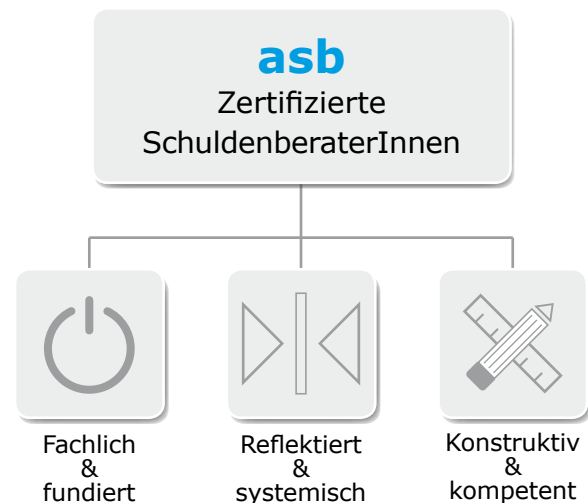 asb
Zertifizierte
SchuldenberaterInnen
Fachlich
&
fundiert
Reflektiert
&
systemisch
Konstruktiv
&
kompetent